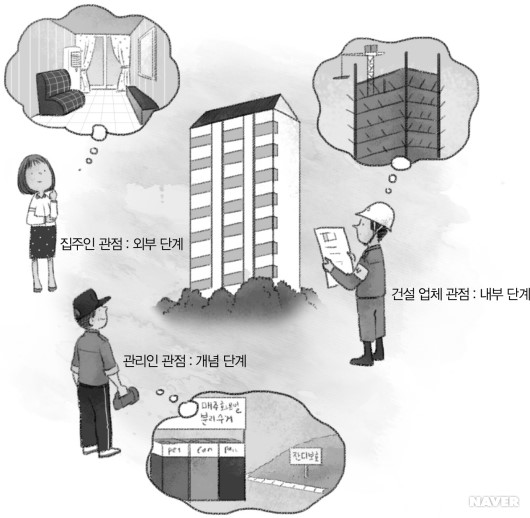 집주인 관점 : 외부 단계
건설 업체 관점 : 내부 단계
관리인 관점 : 개념 단계
매주 화요일
분리수거
pet
can
잔디보호
NAVER